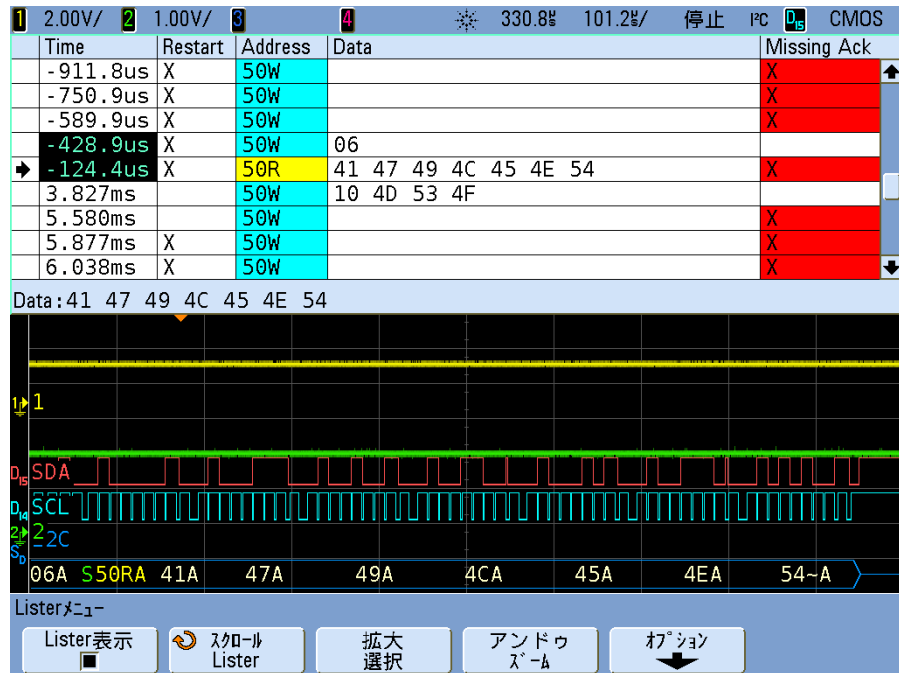 1 2.00V/ 2 1.00V/ 3 4 330.8㎲ 101.2㎲/ 停止 I²C D15 CMOS
Time Restart Address Data Missing Ack
-911.8us X 50W X
-750.9us X 50W X
-589.9us X 50W X
-428.9us X 50W 06
-124.4us X 50R 41 47 49 4C 45 4E 54 X
3.827ms 50W 10 4D 53 4F
5.580ms 50W X
5.877ms X 50W X
6.038ms X 50W X
Data:41 47 49 4C 45 4E 54
1 1
D15 SDA
D14 SCL
2 2
SD I2C
06A S50RA 41A 47A 49A 4CA 45A 4EA 54~A
Listerメニュー
Lister表示 スクロール 拡大 アンドゥ オプション
Lister 選択 ズーム